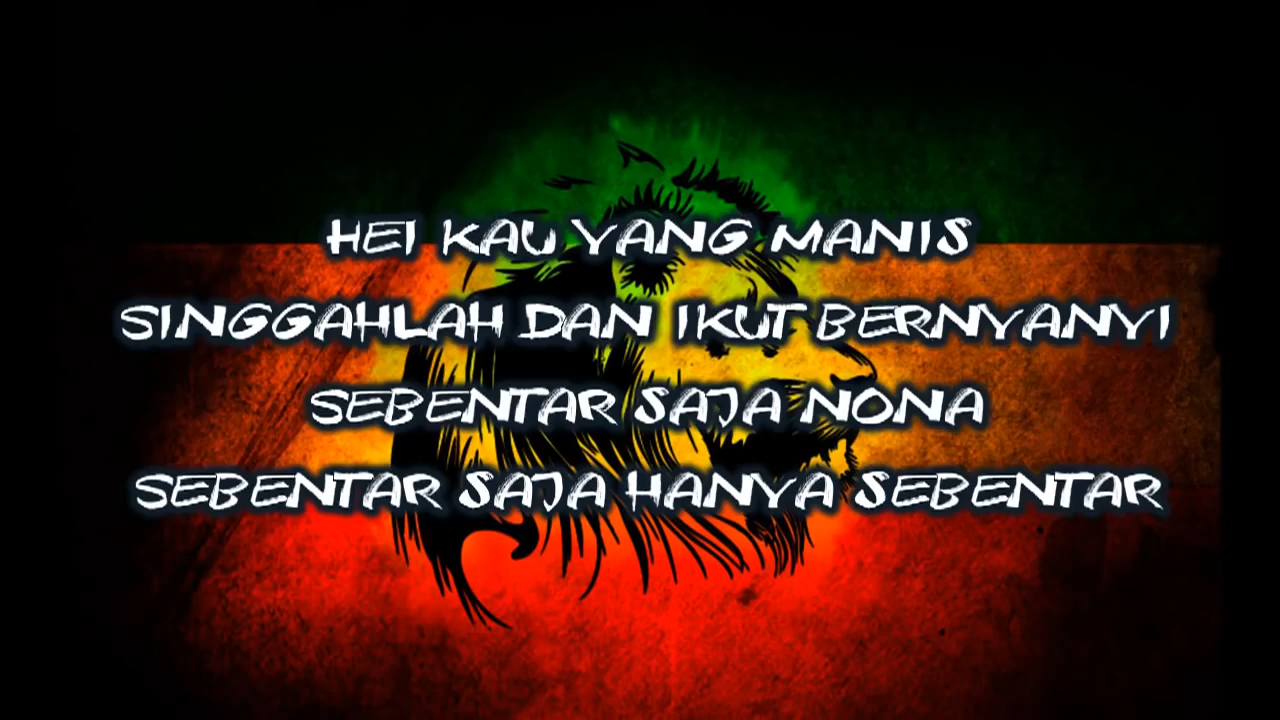 HEI KAU YANG MANIS
SINGGAHLAH DAN IKUT BERNYANYI
SEBENTAR SAJA NONA
SEBENTAR SAJA HANYA SEBENTAR